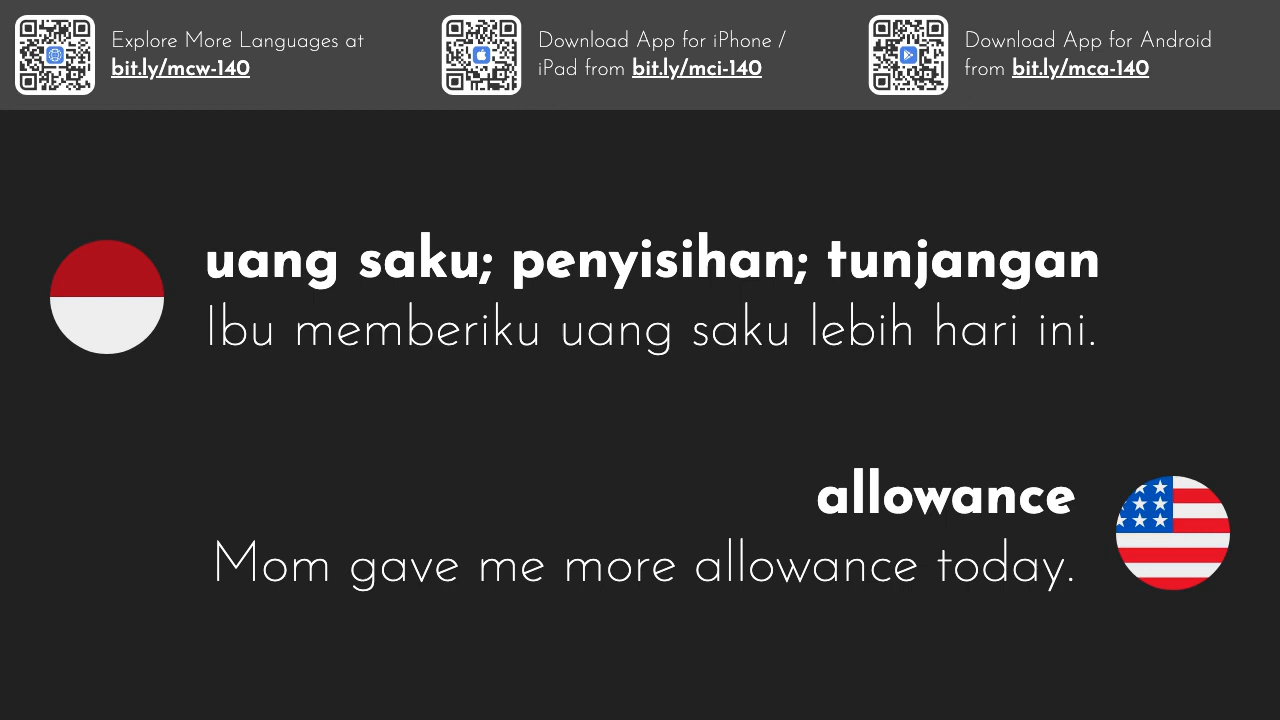 Explore More Languages at
bit.ly/mcw-140
Download App for iPhone /
iPad from bit.ly/mci-140
Download App for Android
from bit.ly/mca-140
uang saku; penyisihan; tunjangan
Ibu memberiku uang saku lebih hari ini.
allowance
Mom gave me more allowance today.